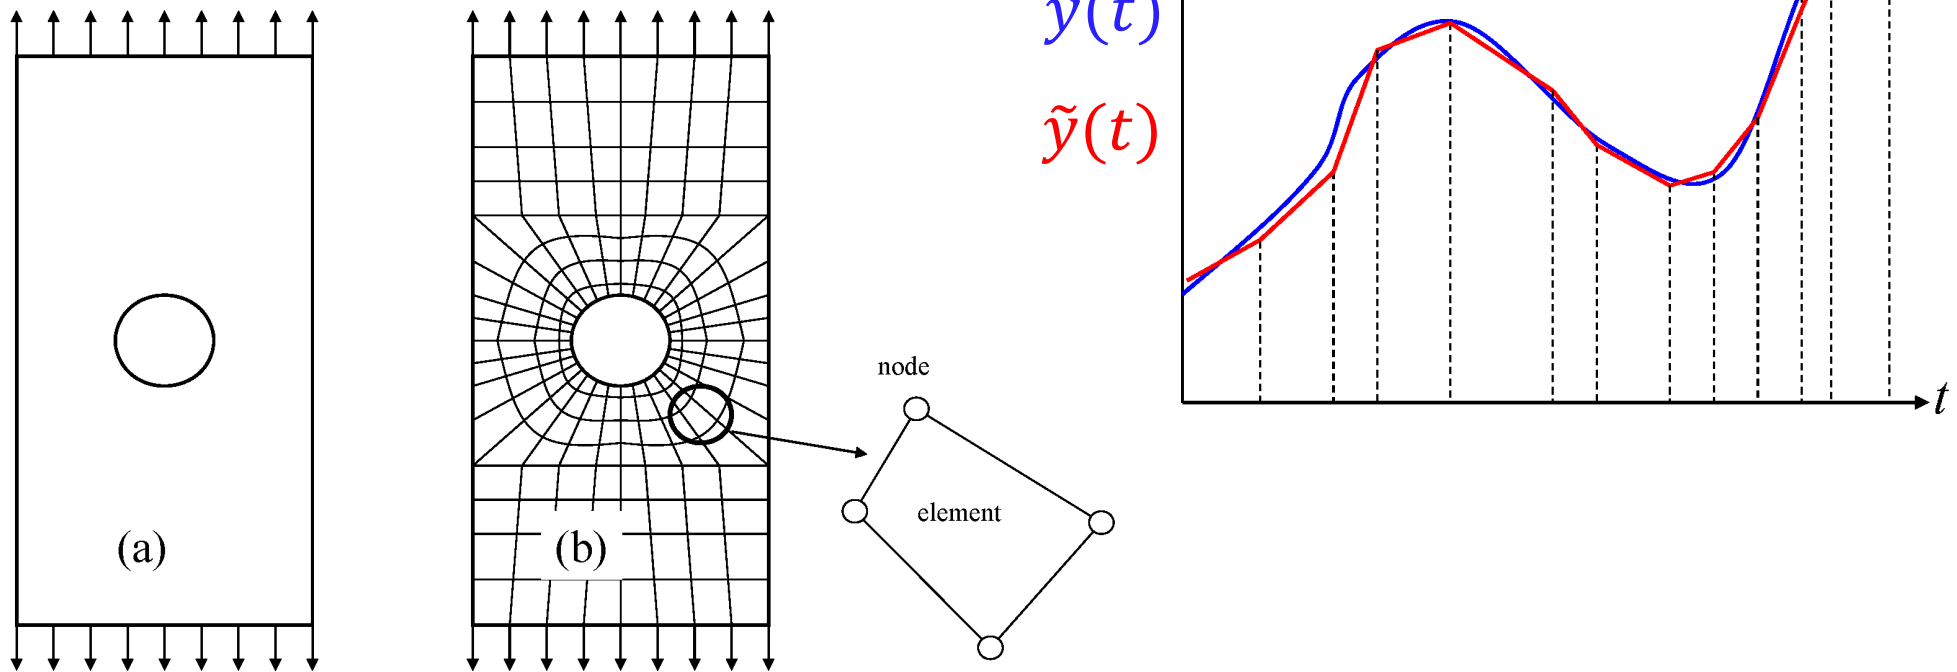 y(t)
ỹ(t)
t
node
element
(a)
(b)